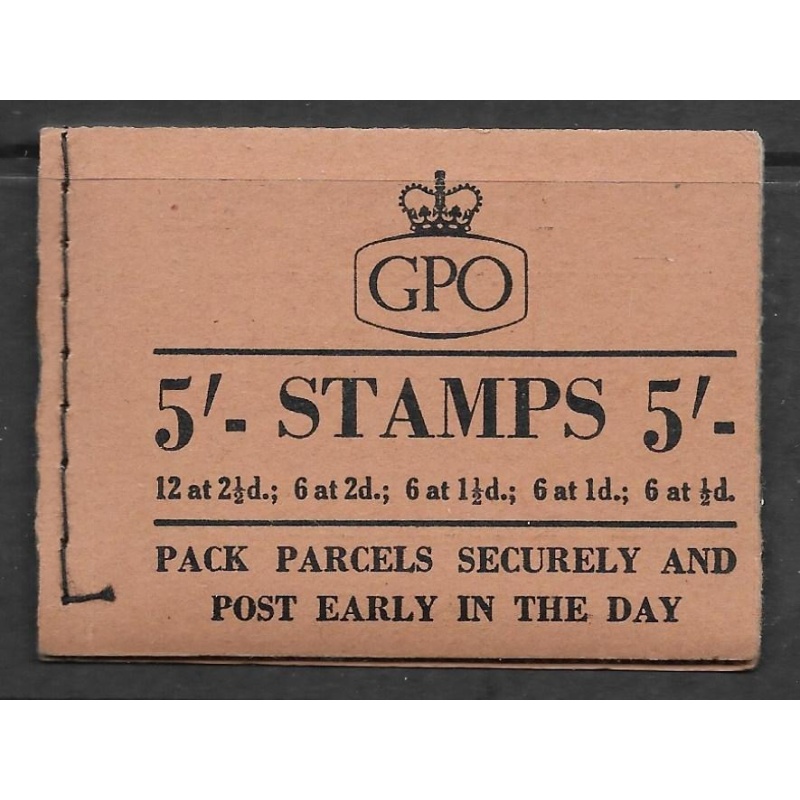 GPO
5/- STAMPS 5/-
12 at 2½d.; 6 at 2d.; 6 at 1½d.; 6 at 1d.; 6 at ½d.
PACK PARCELS SECURELY AND
POST EARLY IN THE DAY